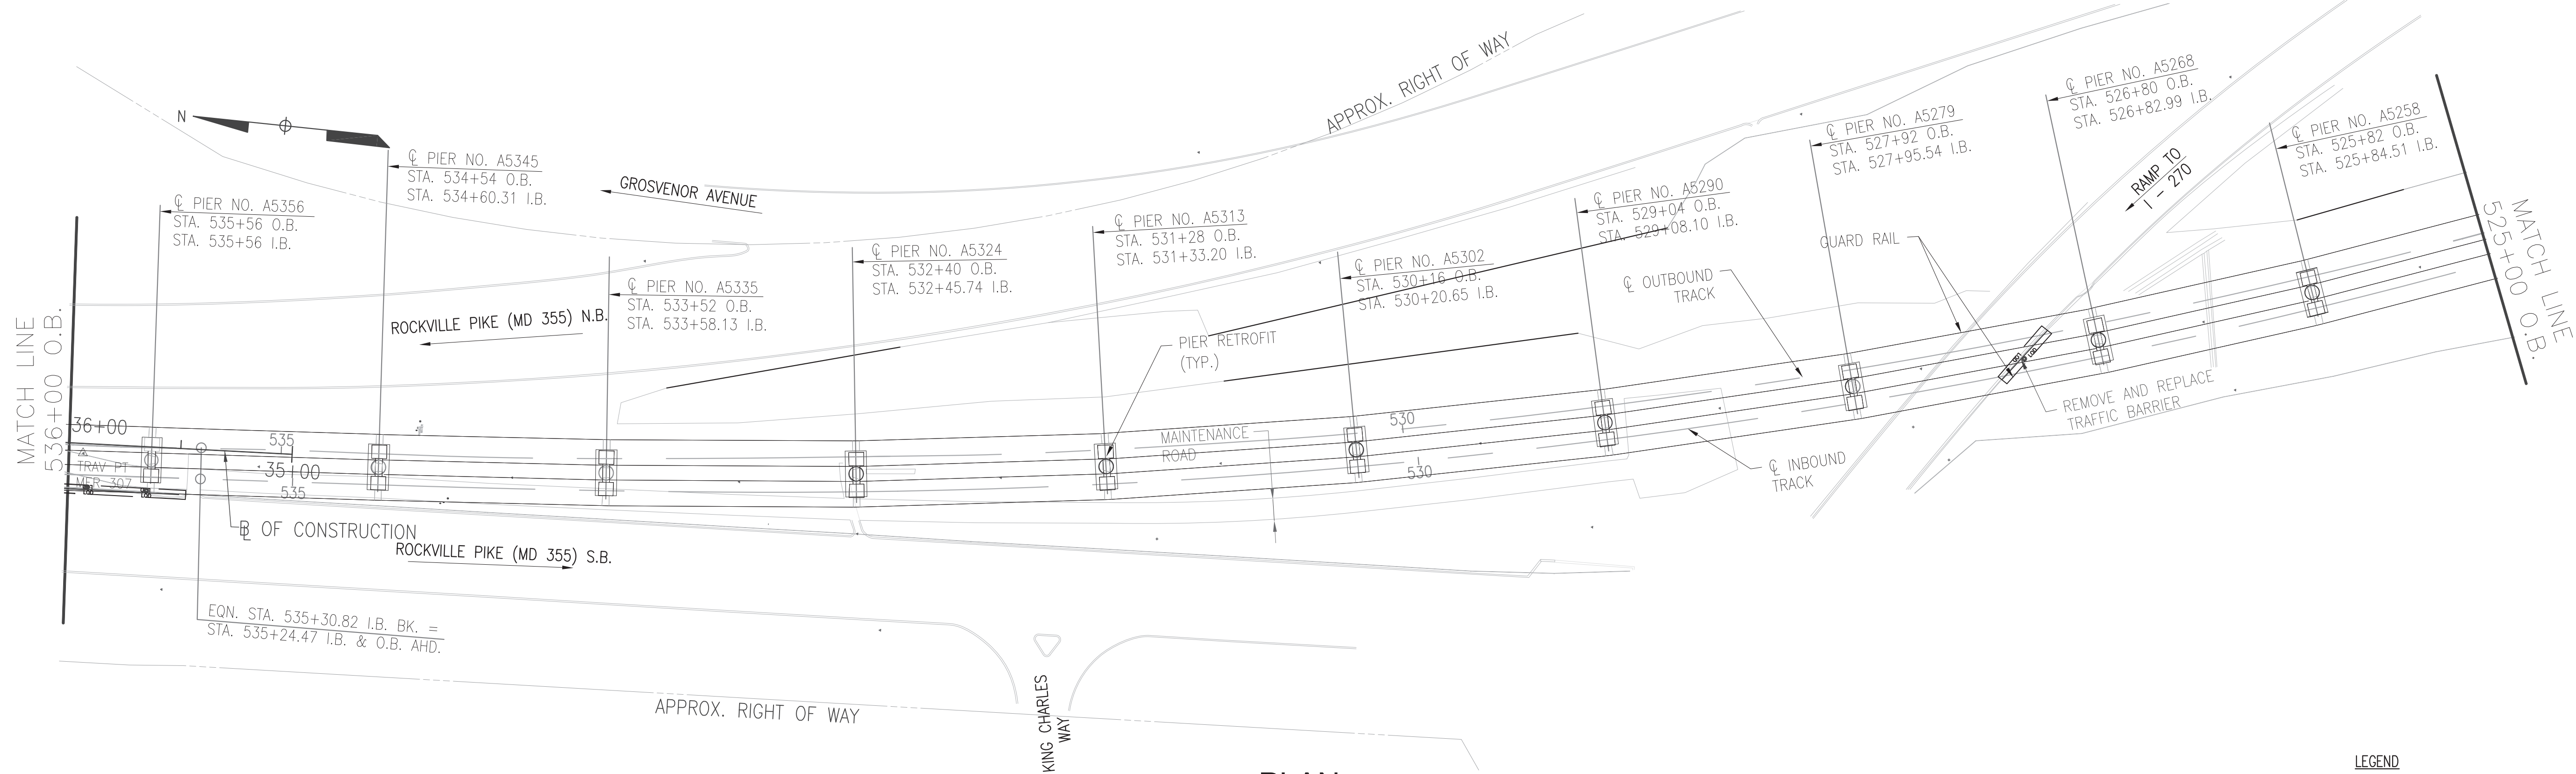 N
℄ PIER NO. A5356
STA. 535+56 O.B.
STA. 535+56 I.B.
℄ PIER NO. A5345
STA. 534+54 O.B.
STA. 534+60.31 I.B.
GROSVENOR AVENUE
APPROX. RIGHT OF WAY
℄ PIER NO. A5335
STA. 533+52 O.B.
STA. 533+58.13 I.B.
℄ PIER NO. A5324
STA. 532+40 O.B.
STA. 532+45.74 I.B.
℄ PIER NO. A5313
STA. 531+28 O.B.
STA. 531+33.20 I.B.
℄ PIER NO. A5302
STA. 530+16 O.B.
STA. 530+20.65 I.B.
℄ PIER NO. A5290
STA. 529+04 O.B.
STA. 529+08.10 I.B.
℄ PIER NO. A5279
STA. 527+92 O.B.
STA. 527+95.54 I.B.
℄ PIER NO. A5268
STA. 526+80 O.B.
STA. 526+82.99 I.B.
℄ PIER NO. A5258
STA. 525+82 O.B.
STA. 525+84.51 I.B.
RAMP TO
I - 270
MATCH LINE
525+00 O.B.
MATCH LINE
536+00 O.B.
ROCKVILLE PIKE (MD 355) N.B.
PIER RETROFIT
(TYP.)
℄ OUTBOUND
TRACK
GUARD RAIL
REMOVE AND REPLACE
TRAFFIC BARRIER
℄ INBOUND
TRACK
MAINTENANCE
ROAD
530
530
36+00
535
35+00
535
TRAV PT
MER 307
BL OF CONSTRUCTION
ROCKVILLE PIKE (MD 355) S.B.
EQN. STA. 535+30.82 I.B. BK. =
STA. 535+24.47 I.B. & O.B. AHD.
APPROX. RIGHT OF WAY
KING CHARLES
WAY
PLAN
LEGEND